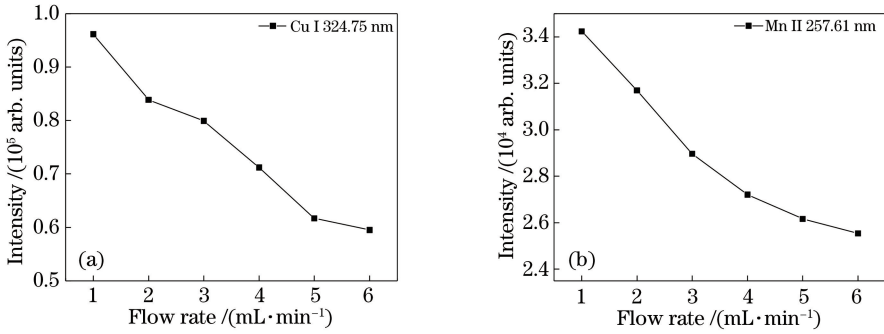 Cu I 324.75 nm
Intensity /(10⁵ arb. units)
1.0
0.9
0.8
0.7
0.6
0.5
(a)
1 2 3 4 5 6
Flow rate /(mL·min⁻¹)
Mn II 257.61 nm
Intensity /(10⁴ arb. units)
3.4
3.2
3.0
2.8
2.6
2.4
(b)
1 2 3 4 5 6
Flow rate /(mL·min⁻¹)